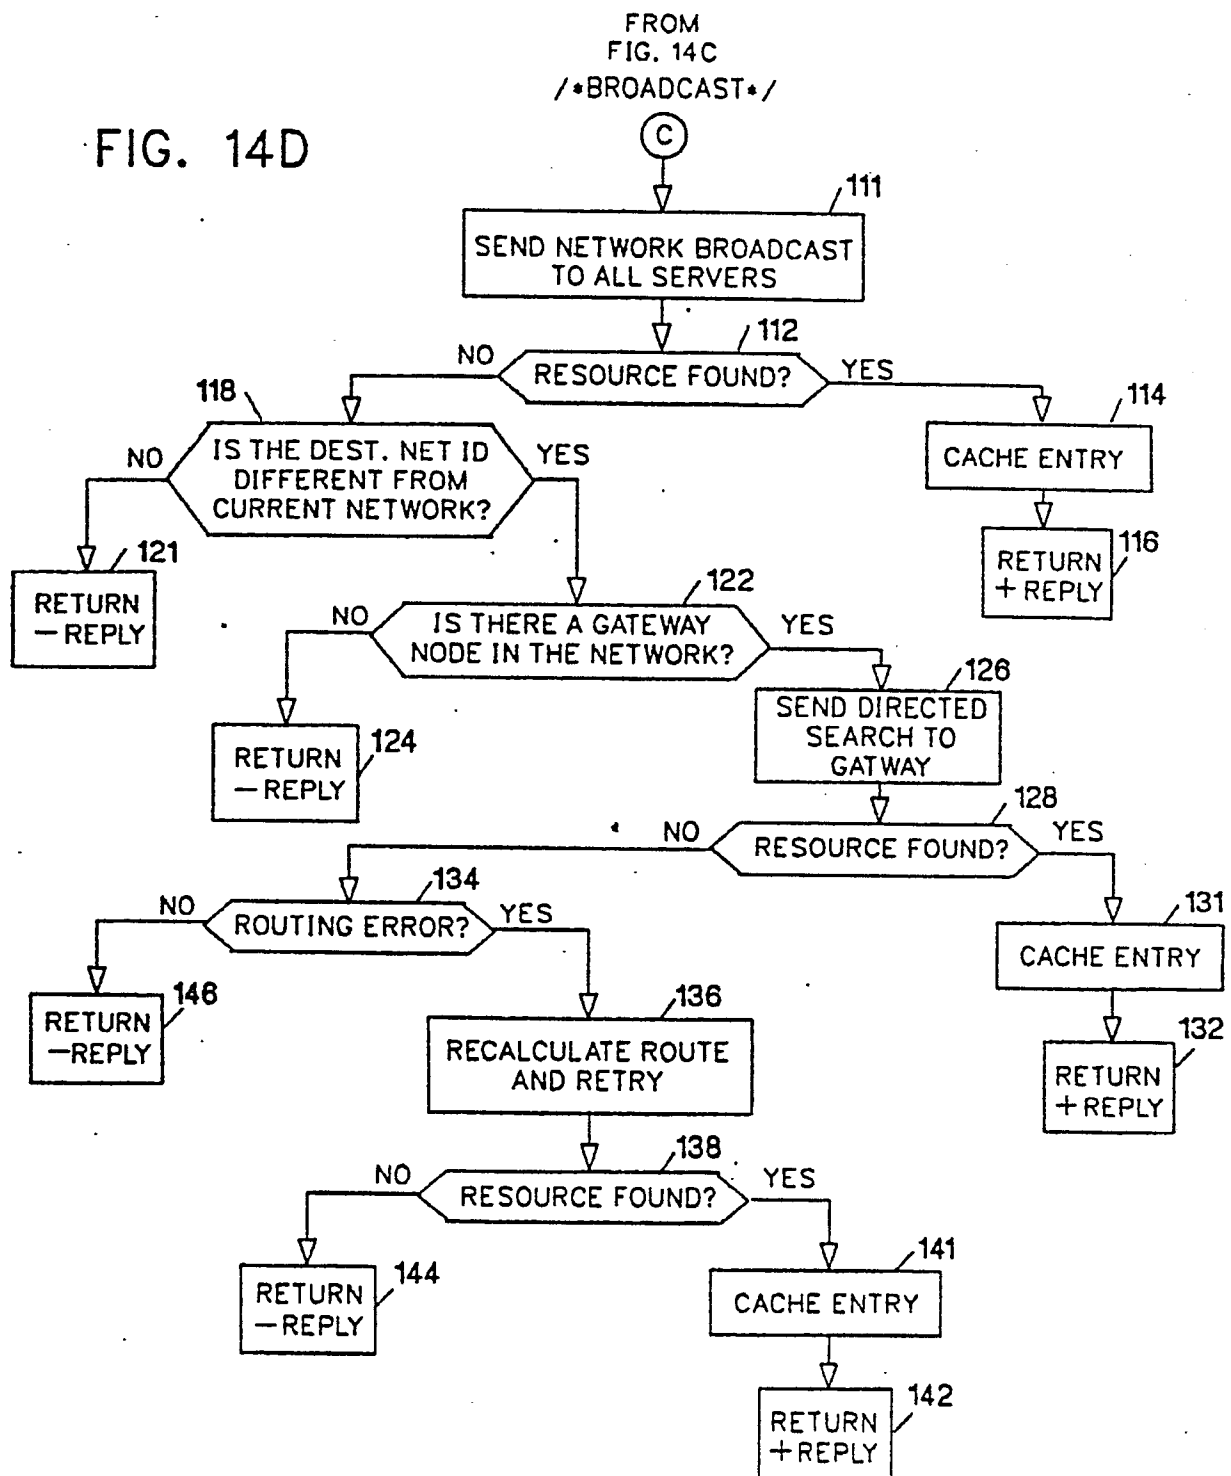 FROM
FIG. 14C
/*BROADCAST*/
FIG. 14D
C
111
SEND NETWORK BROADCAST
TO ALL SERVERS
112
NO
RESOURCE FOUND?
YES
118
114
NO
IS THE DEST. NET ID
DIFFERENT FROM
CURRENT NETWORK?
YES
CACHE ENTRY
121
RETURN
-REPLY
116
RETURN
+REPLY
122
NO
IS THERE A GATEWAY
NODE IN THE NETWORK?
YES
126
SEND DIRECTED
SEARCH TO
GATWAY
124
RETURN
-REPLY
128
NO
RESOURCE FOUND?
YES
134
NO
ROUTING ERROR?
YES
131
CACHE ENTRY
146
RETURN
-REPLY
136
RECALCULATE ROUTE
AND RETRY
132
RETURN
+REPLY
138
NO
RESOURCE FOUND?
YES
144
RETURN
-REPLY
141
CACHE ENTRY
142
RETURN
+REPLY